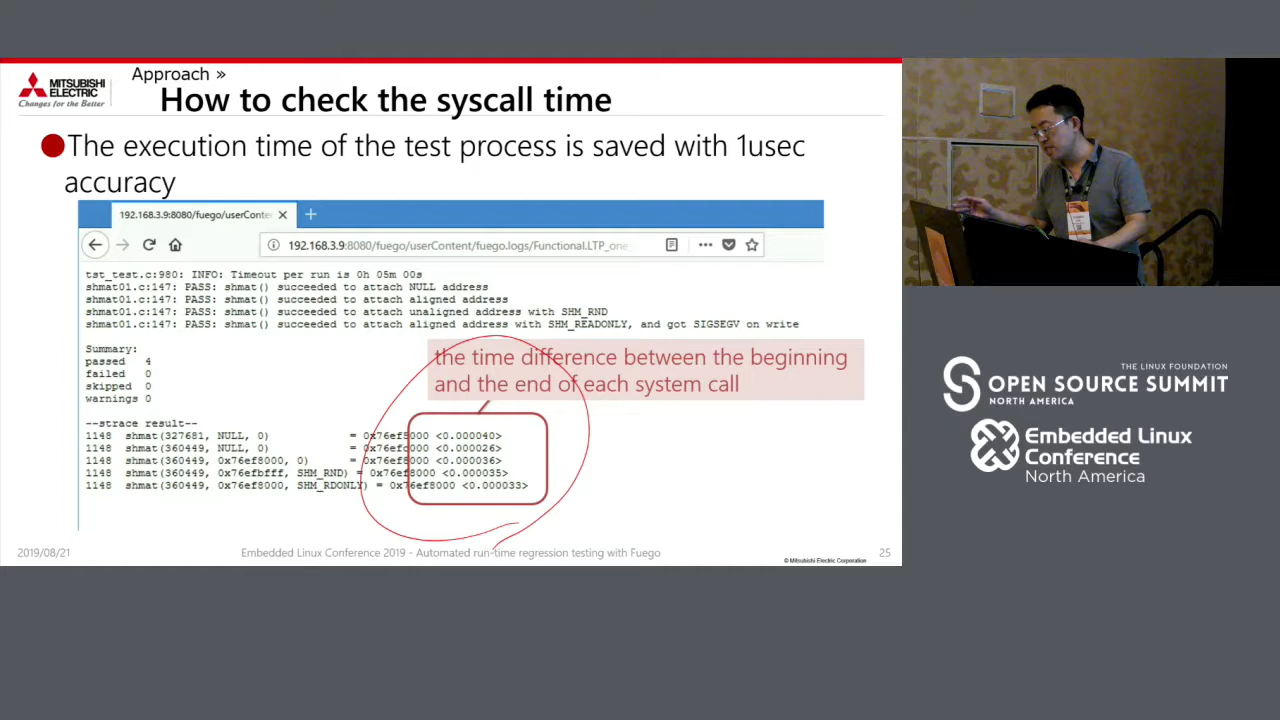 MITSUBISHI
ELECTRIC
Changes for the Better
Approach »
How to check the syscall time
The execution time of the test process is saved with 1usec
accuracy
192.168.3.9:8080/fuego/userConte
192.168.3.9:8080/fuego/userContent/fuego.logs/Functional.LTP_one_
tst_test.c:980: INFO: Timeout per run is 0h 05m 00s
shmat01.c:147: PASS: shmat() succeeded to attach NULL address
shmat01.c:147: PASS: shmat() succeeded to attach aligned address
shmat01.c:147: PASS: shmat() succeeded to attach unaligned address with SHM_RND
shmat01.c:147: PASS: shmat() succeeded to attach aligned address with SHM_READONLY, and got SIGSEGV on write
Summary:
passed 4
failed 0
skipped 0
warnings 0
the time difference between the beginning
and the end of each system call
--strace result--
1148 shmat(327681, NULL, 0) = 0x76ef8000 <0.000040>
1148 shmat(360449, NULL, 0) = 0x76efc000 <0.000026>
1148 shmat(360449, 0x76ef8000, 0) = 0x76ef8000 <0.000036>
1148 shmat(360449, 0x76efbfff, SHM_RND) = 0x76ef8000 <0.000035>
1148 shmat(360449, 0x76ef8000, SHM_RDONLY) = 0x76ef8000 <0.000033>
2019/08/21
Embedded Linux Conference 2019 - Automated run-time regression testing with Fuego
25
© Mitsubishi Electric Corporation
THE LINUX FOUNDATION
OPEN SOURCE SUMMIT
NORTH AMERICA
Embedded Linux
Conference
North America